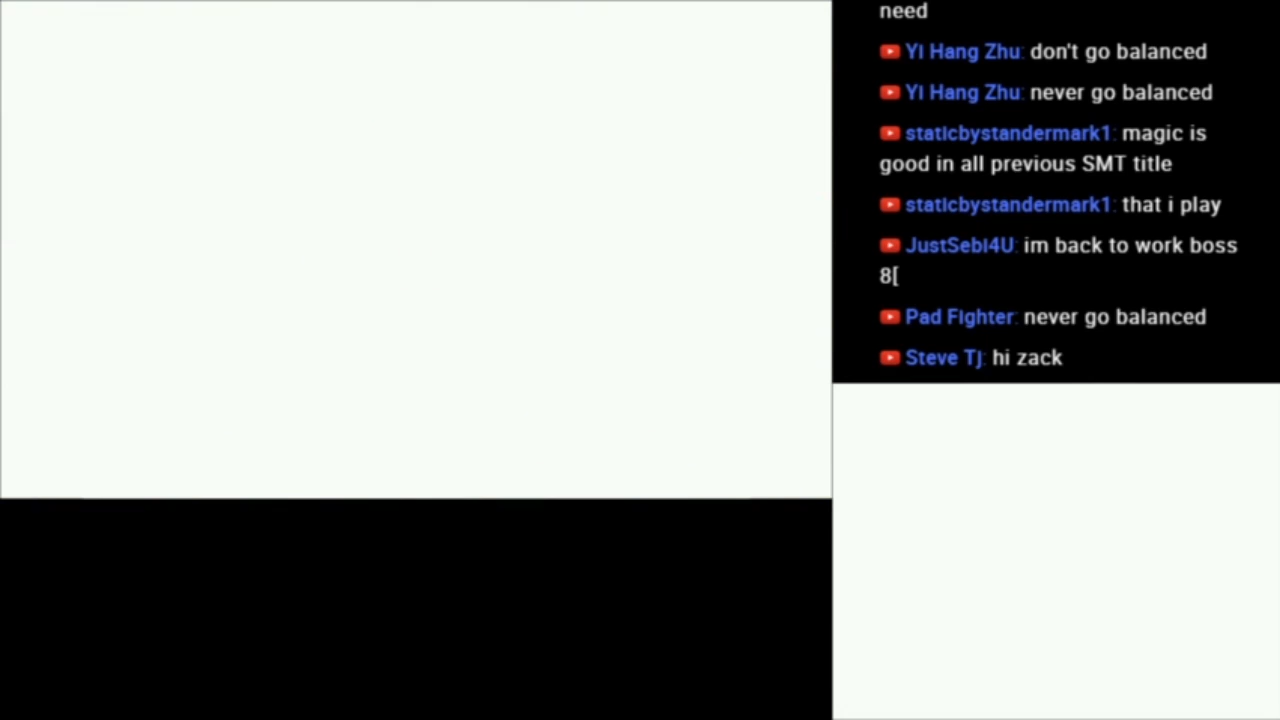 need
Yi Hang Zhu: don't go balanced
Yi Hang Zhu: never go balanced
staticbystandermark1: magic is
good in all previous SMT title
staticbystandermark1: that i play
JustSebi4U: im back to work boss
8[
Pad Fighter: never go balanced
Steve Tj: hi zack